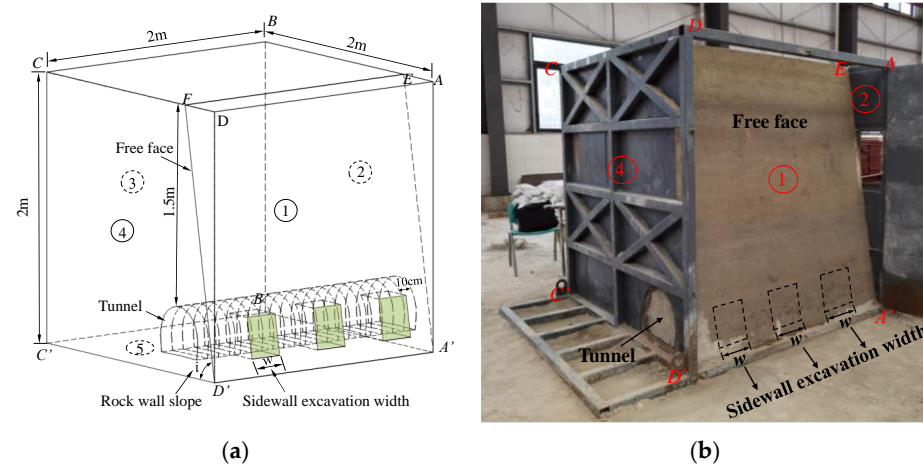 B
2m
2m
C
E
A
F
D
Free face
1.5m
2
3
1
4
2m
10cm
Tunnel
B'
5
C'
i
w
A'
D'
Rock wall slope
Sidewall excavation width
(a)
D
C
E
A
2
Free face
4
1
C'
A'
Tunnel
w
w
w
D'
Sidewall excavation width
(b)